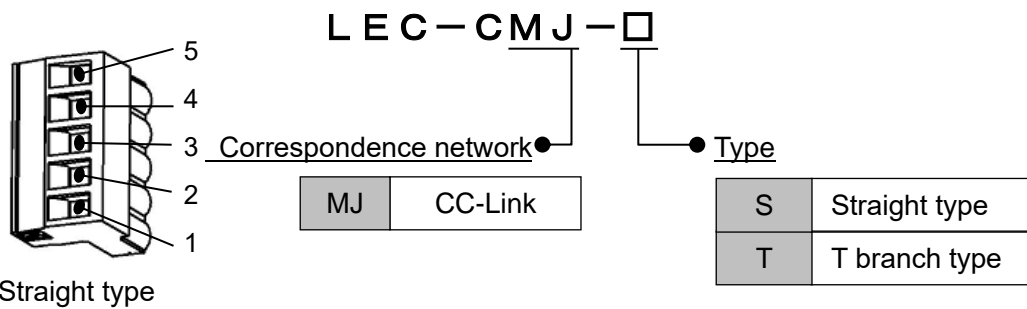 LEC-CMJ-□
5
4
3
2
1
Correspondence network
MJ CC-Link
Type
S Straight type
T T branch type
Straight type